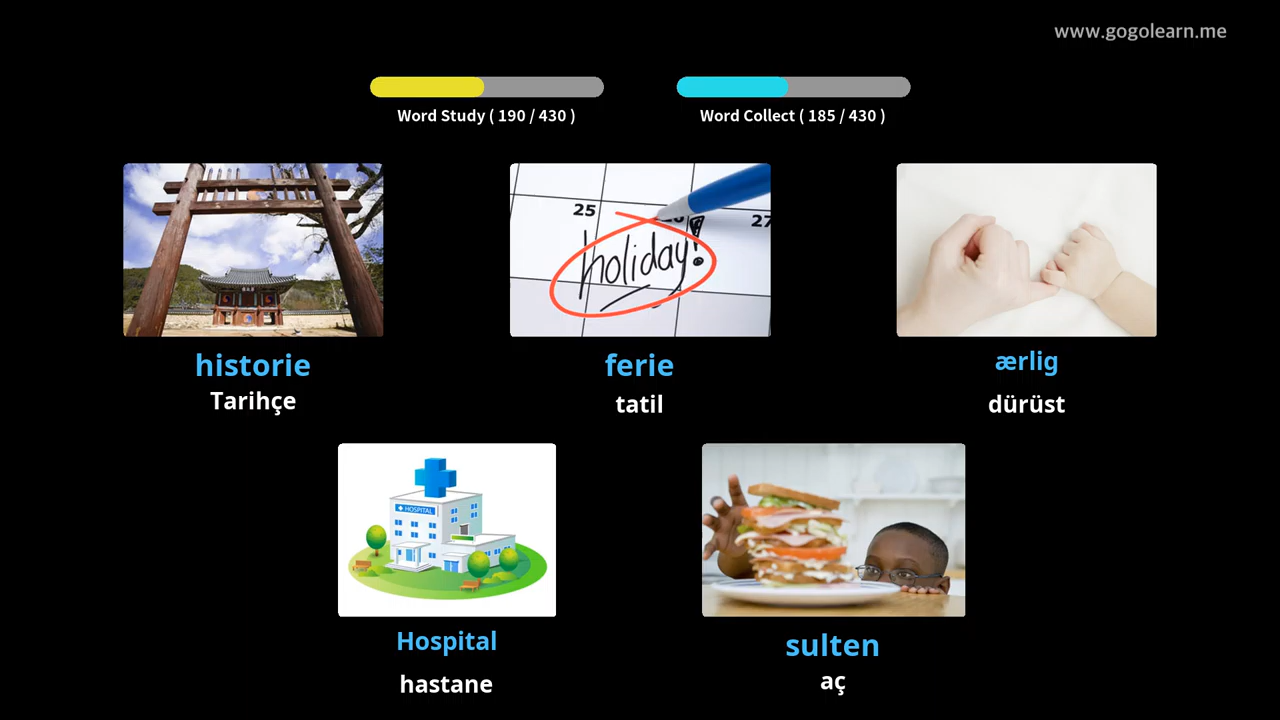 www.gogolearn.me
Word Study ( 190 / 430 )
Word Collect ( 185 / 430 )
25
27
holiday!
historie
Tarihçe
ferie
tatil
ærlig
dürüst
HOSPITAL
Hospital
hastane
sulten
aç